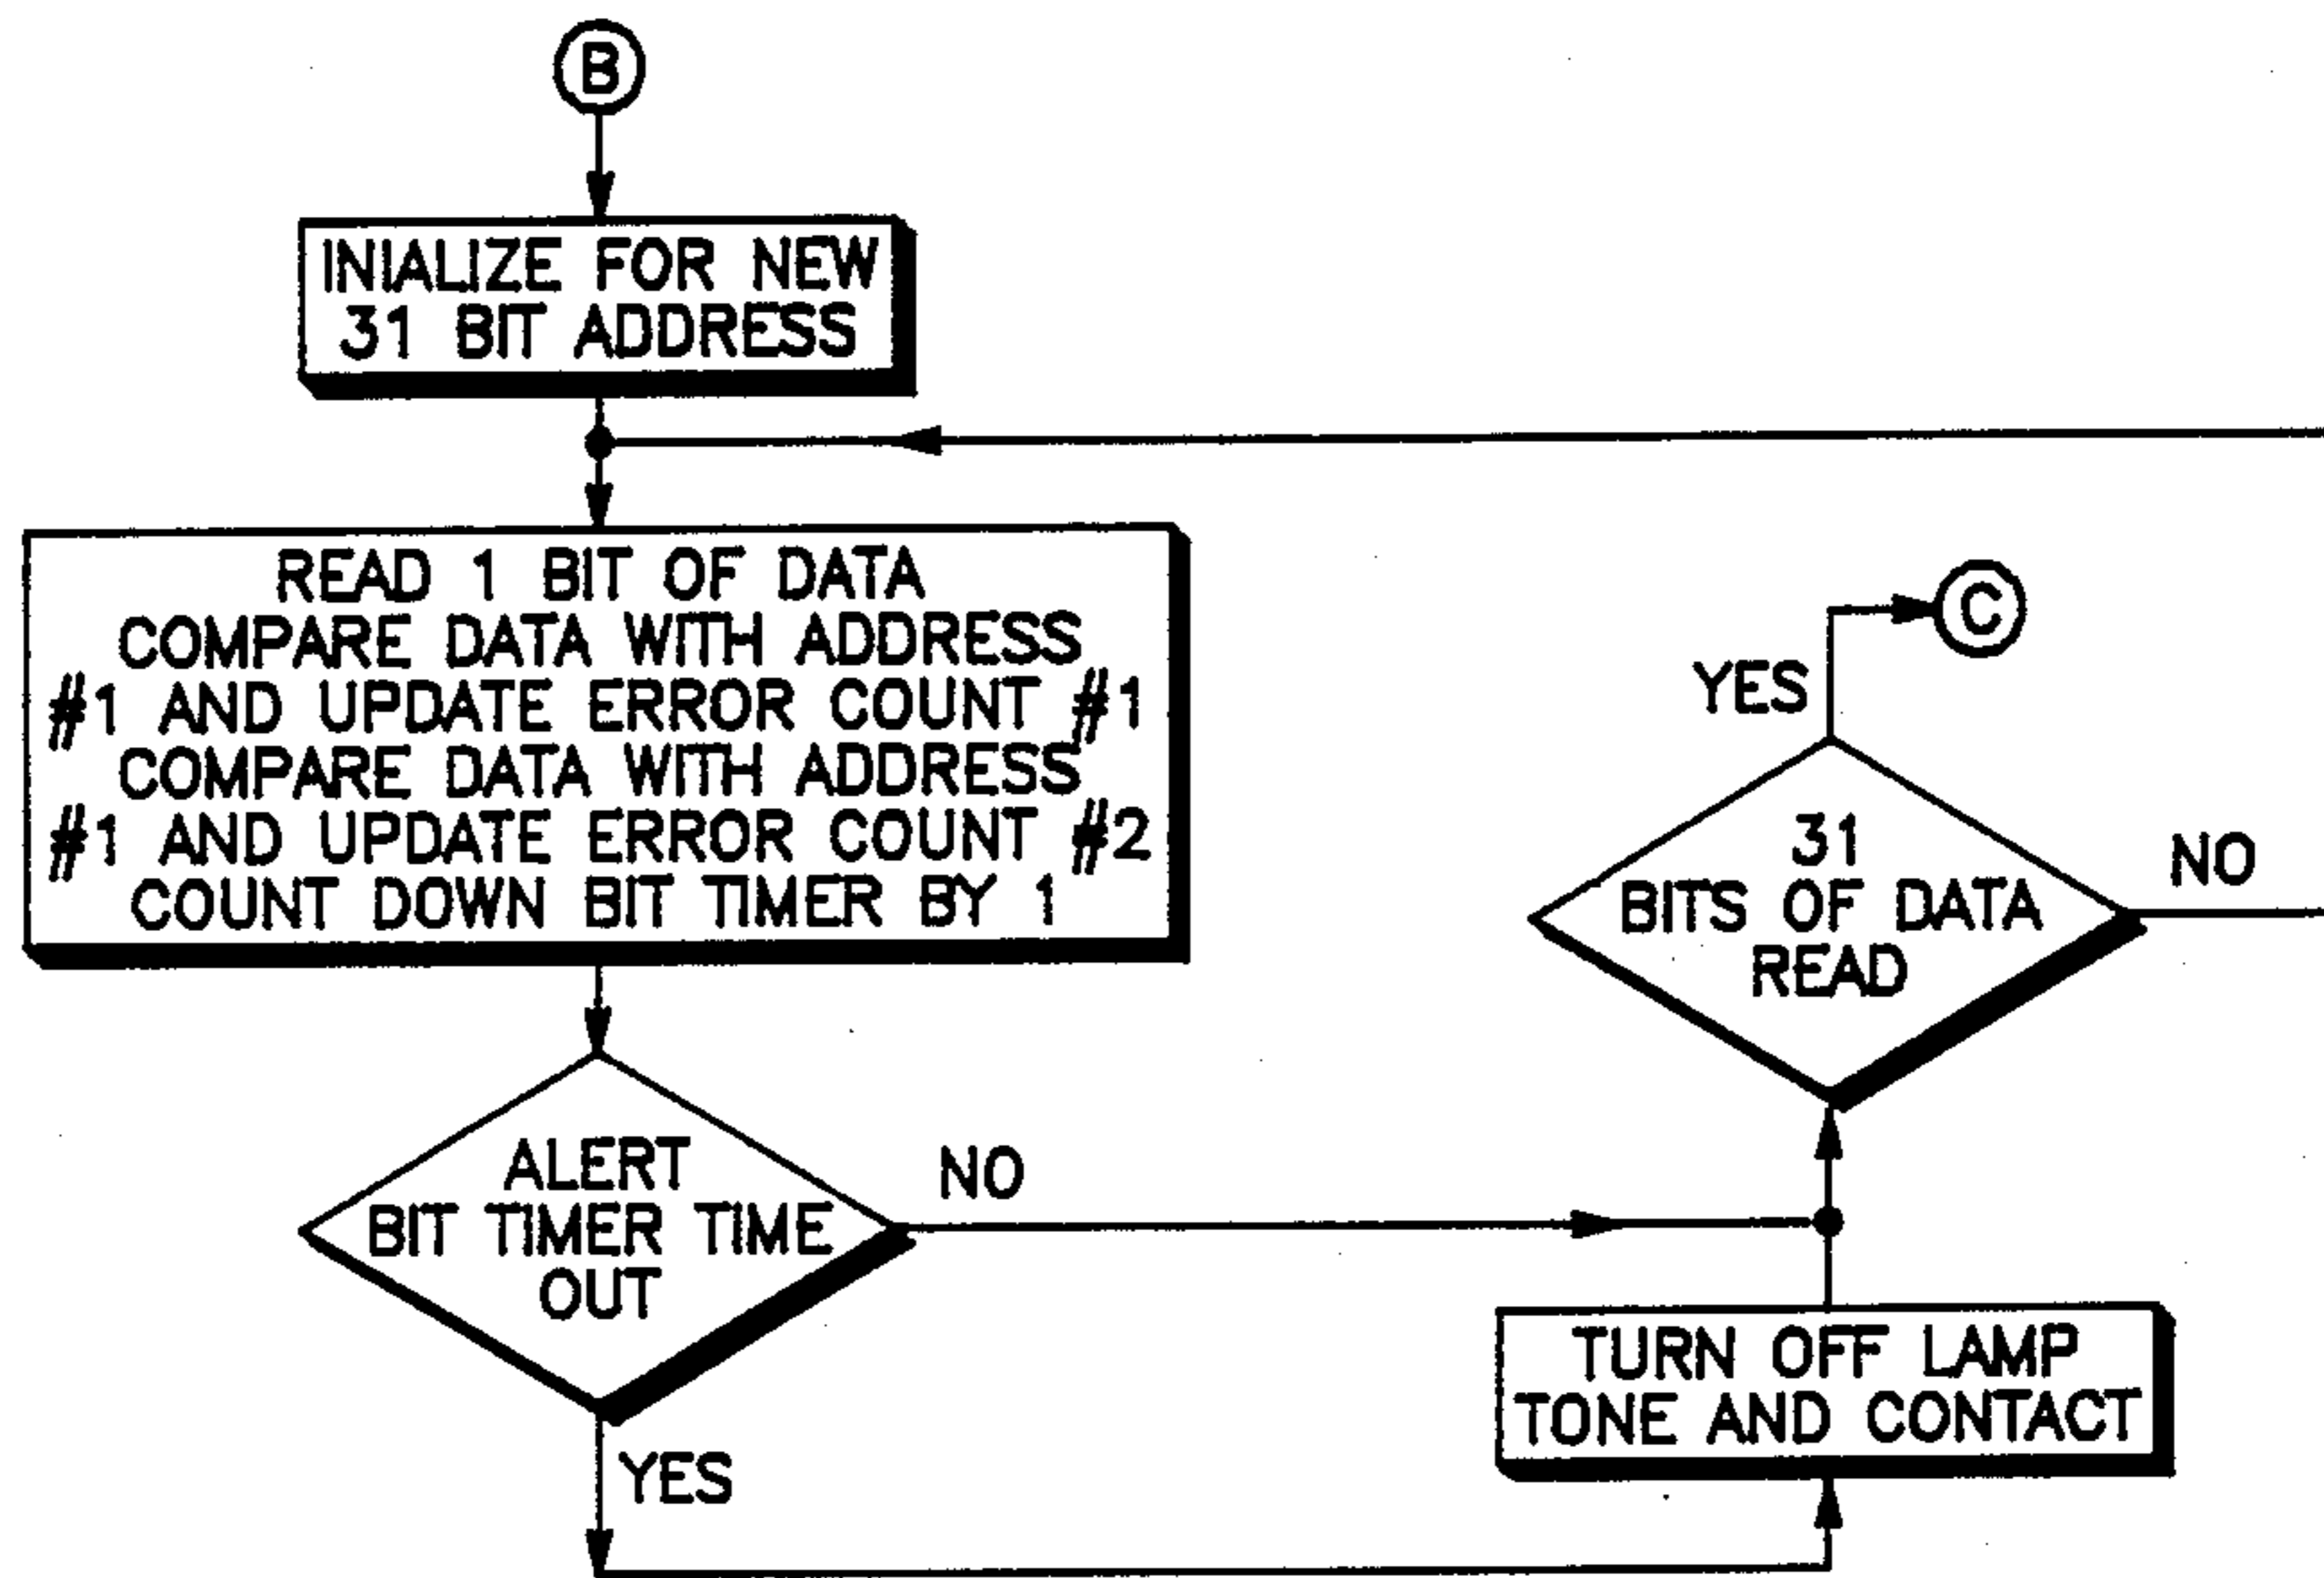 B
INIALIZE FOR NEW
31 BIT ADDRESS
READ 1 BIT OF DATA
COMPARE DATA WITH ADDRESS
#1 AND UPDATE ERROR COUNT #1
COMPARE DATA WITH ADDRESS
#1 AND UPDATE ERROR COUNT #2
COUNT DOWN BIT TIMER BY 1
ALERT
BIT TIMER TIME
OUT
NO
YES
C
YES
31
BITS OF DATA
READ
NO
TURN OFF LAMP
TONE AND CONTACT